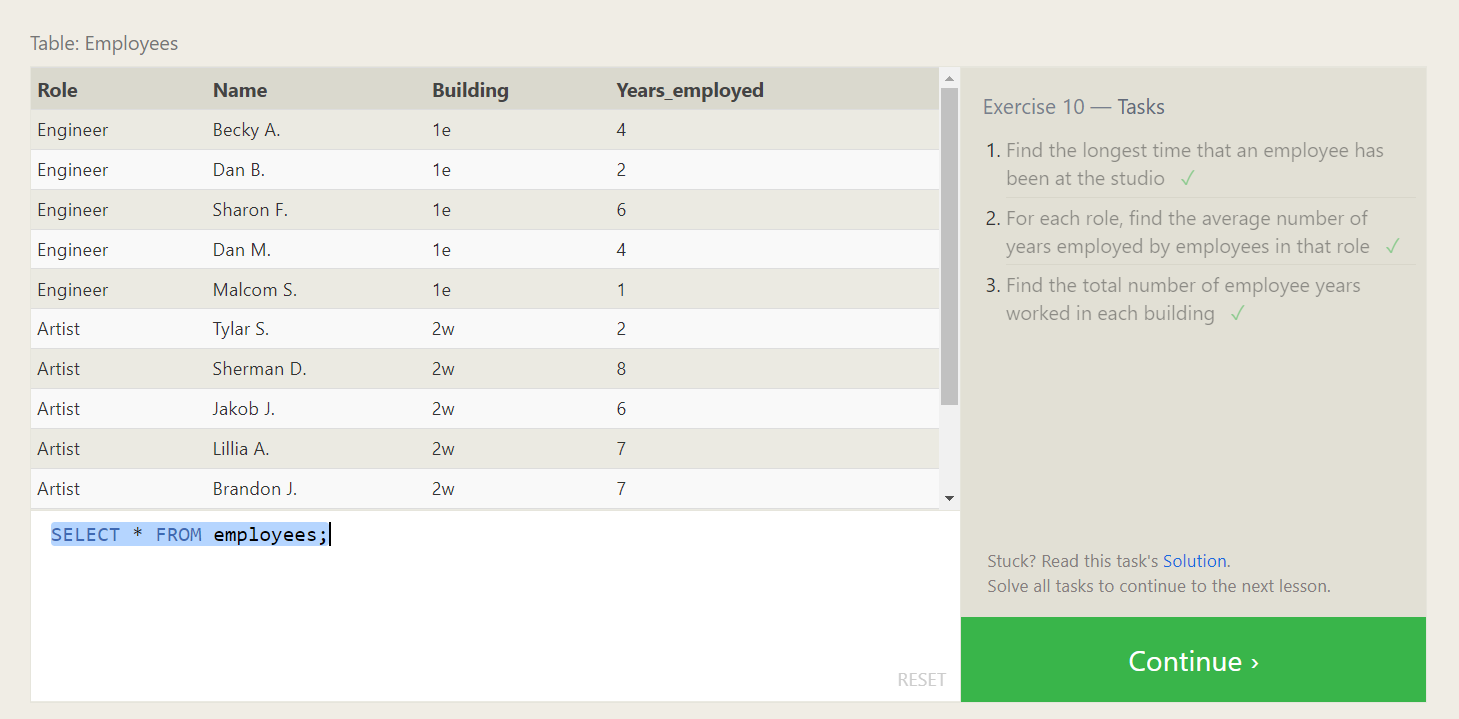 Table: Employees
Role Name Building Years_employed
Engineer Becky A. 1e 4
Engineer Dan B. 1e 2
Engineer Sharon F. 1e 6
Engineer Dan M. 1e 4
Engineer Malcom S. 1e 1
Artist Tylar S. 2w 2
Artist Sherman D. 2w 8
Artist Jakob J. 2w 6
Artist Lillia A. 2w 7
Artist Brandon J. 2w 7
SELECT * FROM employees;
RESET
Exercise 10 — Tasks
1. Find the longest time that an employee has
been at the studio ✓
2. For each role, find the average number of
years employed by employees in that role ✓
3. Find the total number of employee years
worked in each building ✓
Stuck? Read this task's Solution.
Solve all tasks to continue to the next lesson.
Continue ›